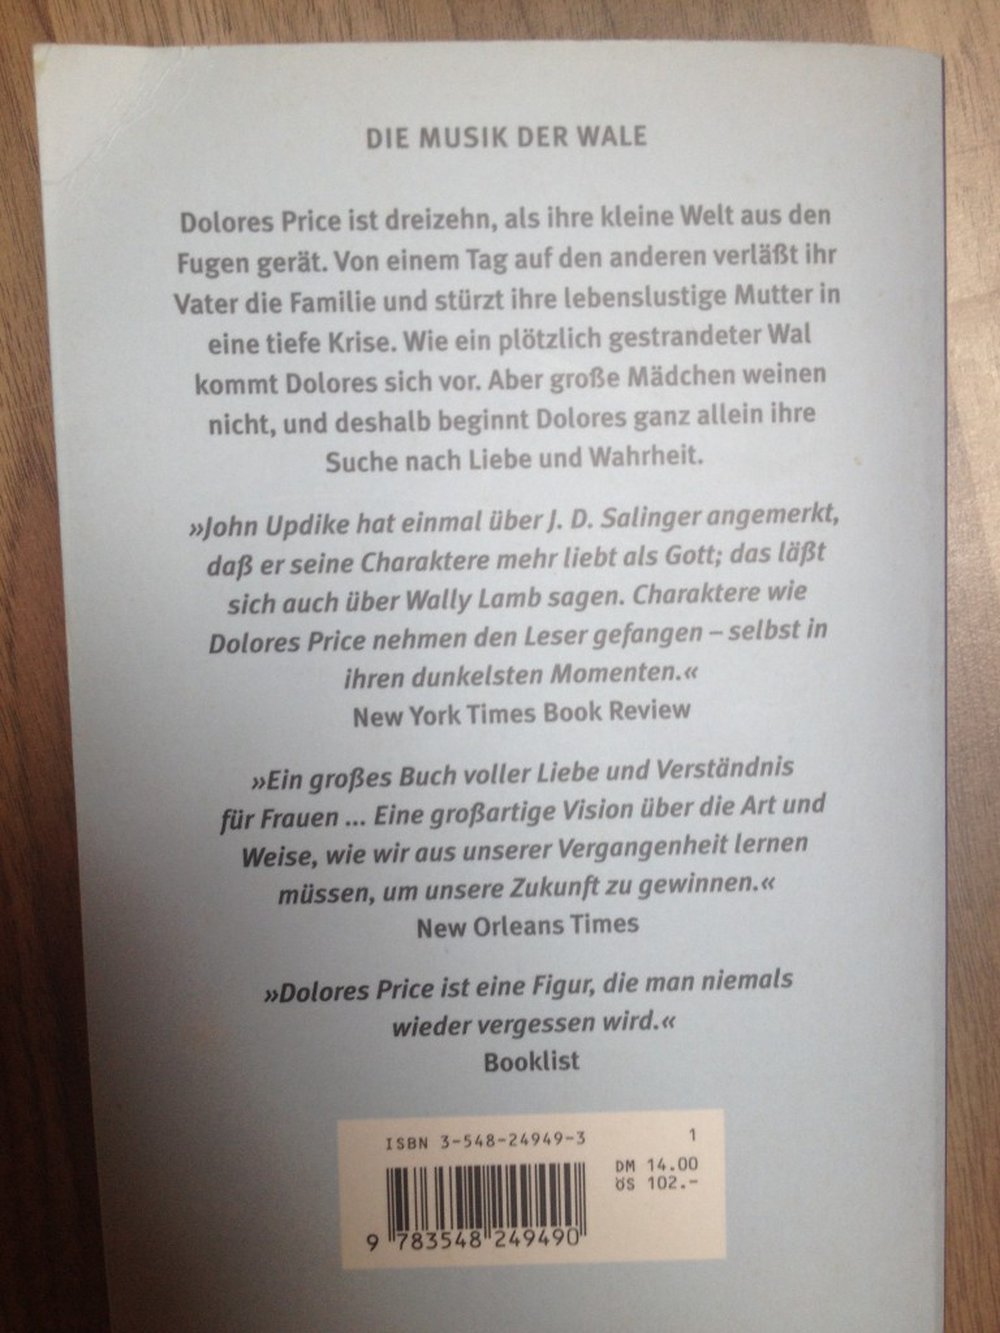 DIE MUSIK DER WALE
Dolores Price ist dreizehn, als ihre kleine Welt aus den
Fugen gerät. Von einem Tag auf den anderen verläßt ihr
Vater die Familie und stürzt ihre lebenslustige Mutter in
eine tiefe Krise. Wie ein plötzlich gestrandeter Wal
kommt Dolores sich vor. Aber große Mädchen weinen
nicht, und deshalb beginnt Dolores ganz allein ihre
Suche nach Liebe und Wahrheit.
»John Updike hat einmal über J. D. Salinger angemerkt,
daß er seine Charaktere mehr liebt als Gott; das läßt
sich auch über Wally Lamb sagen. Charaktere wie
Dolores Price nehmen den Leser gefangen – selbst in
ihren dunkelsten Momenten.«
New York Times Book Review
»Ein großes Buch voller Liebe und Verständnis
für Frauen ... Eine großartige Vision über die Art und
Weise, wie wir aus unserer Vergangenheit lernen
müssen, um unsere Zukunft zu gewinnen.«
New Orleans Times
»Dolores Price ist eine Figur, die man niemals
wieder vergessen wird.«
Booklist
ISBN 3-548-24949-3 1
DM 14.00
öS 102.-
9 783548 249490